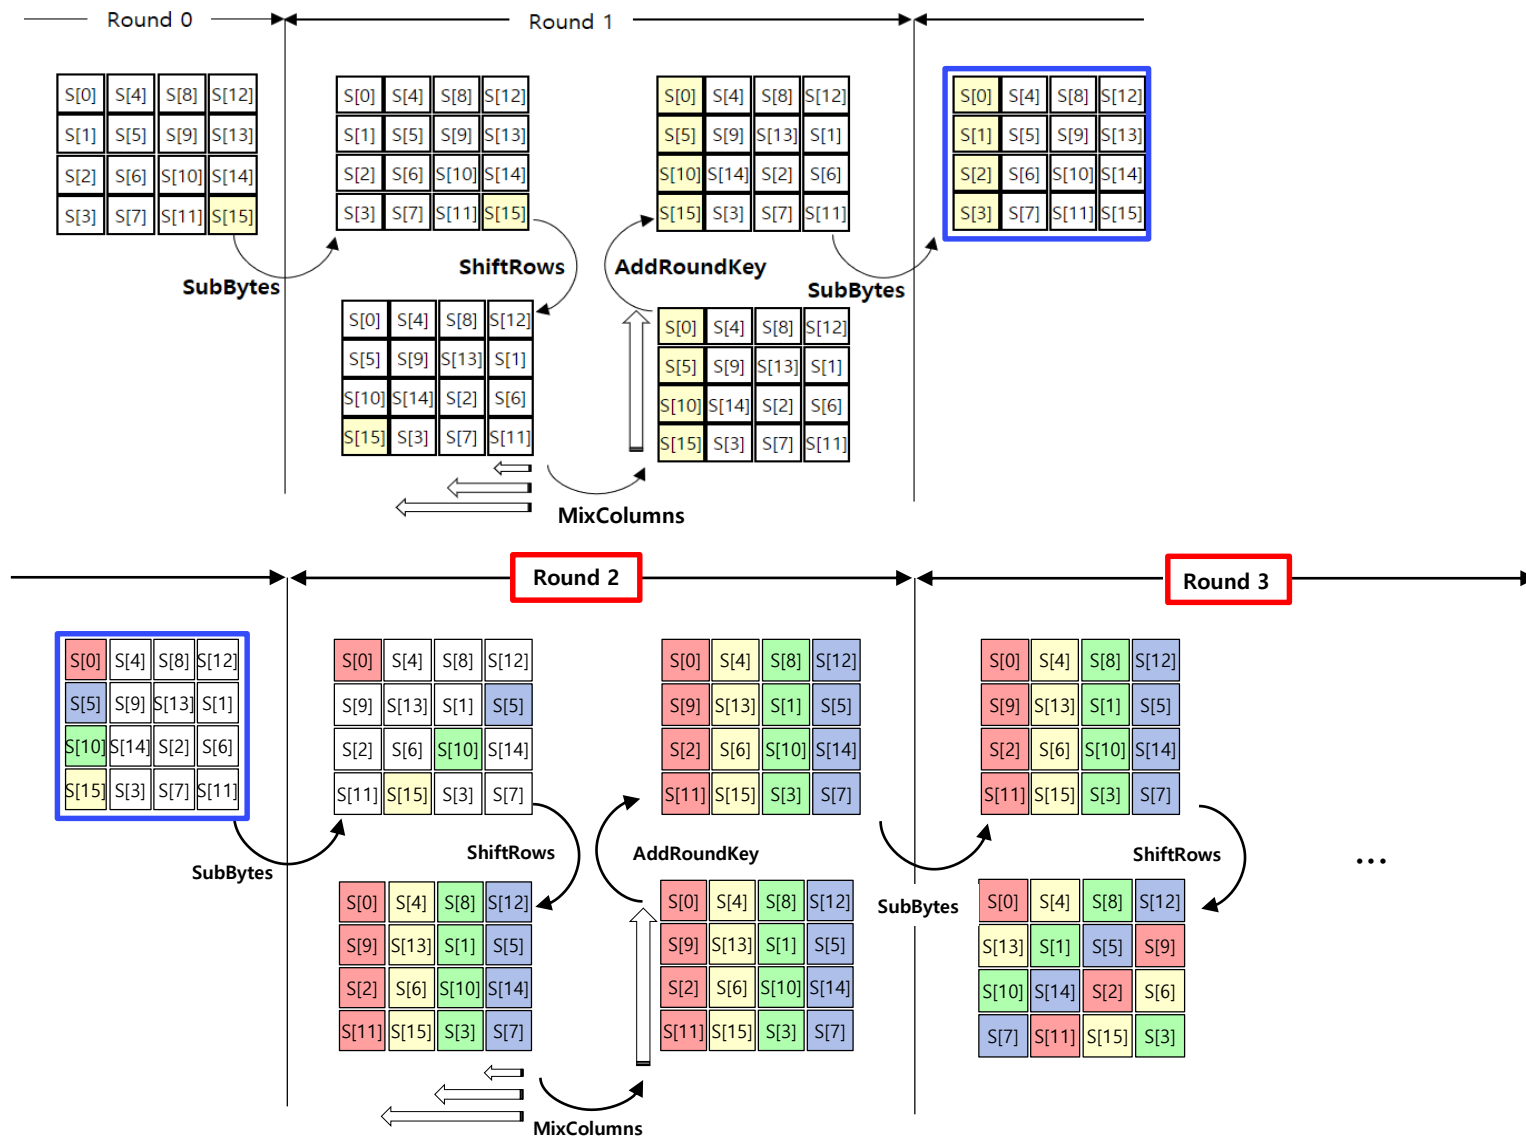 Round 0
Round 1
S[0] S[4] S[8] S[12]
S[1] S[5] S[9] S[13]
S[2] S[6] S[10] S[14]
S[3] S[7] S[11] S[15]
SubBytes
S[0] S[4] S[8] S[12]
S[1] S[5] S[9] S[13]
S[2] S[6] S[10] S[14]
S[3] S[7] S[11] S[15]
ShiftRows
S[0] S[4] S[8] S[12]
S[5] S[9] S[13] S[1]
S[10] S[14] S[2] S[6]
S[15] S[3] S[7] S[11]
MixColumns
S[0] S[4] S[8] S[12]
S[5] S[9] S[13] S[1]
S[10] S[14] S[2] S[6]
S[15] S[3] S[7] S[11]
AddRoundKey
S[0] S[4] S[8] S[12]
S[5] S[9] S[13] S[1]
S[10] S[14] S[2] S[6]
S[15] S[3] S[7] S[11]
SubBytes
S[0] S[4] S[8] S[12]
S[1] S[5] S[9] S[13]
S[2] S[6] S[10] S[14]
S[3] S[7] S[11] S[15]
Round 2
Round 3
S[0] S[4] S[8] S[12]
S[5] S[9] S[13] S[1]
S[10] S[14] S[2] S[6]
S[15] S[3] S[7] S[11]
SubBytes
S[0] S[4] S[8] S[12]
S[9] S[13] S[1] S[5]
S[2] S[6] S[10] S[14]
S[11] S[15] S[3] S[7]
ShiftRows
S[0] S[4] S[8] S[12]
S[9] S[13] S[1] S[5]
S[2] S[6] S[10] S[14]
S[11] S[15] S[3] S[7]
MixColumns
S[0] S[4] S[8] S[12]
S[9] S[13] S[1] S[5]
S[2] S[6] S[10] S[14]
S[11] S[15] S[3] S[7]
AddRoundKey
S[0] S[4] S[8] S[12]
S[9] S[13] S[1] S[5]
S[2] S[6] S[10] S[14]
S[11] S[15] S[3] S[7]
SubBytes
S[0] S[4] S[8] S[12]
S[9] S[13] S[1] S[5]
S[2] S[6] S[10] S[14]
S[11] S[15] S[3] S[7]
ShiftRows
S[0] S[4] S[8] S[12]
S[13] S[1] S[5] S[9]
S[10] S[14] S[2] S[6]
S[7] S[11] S[15] S[3]
...